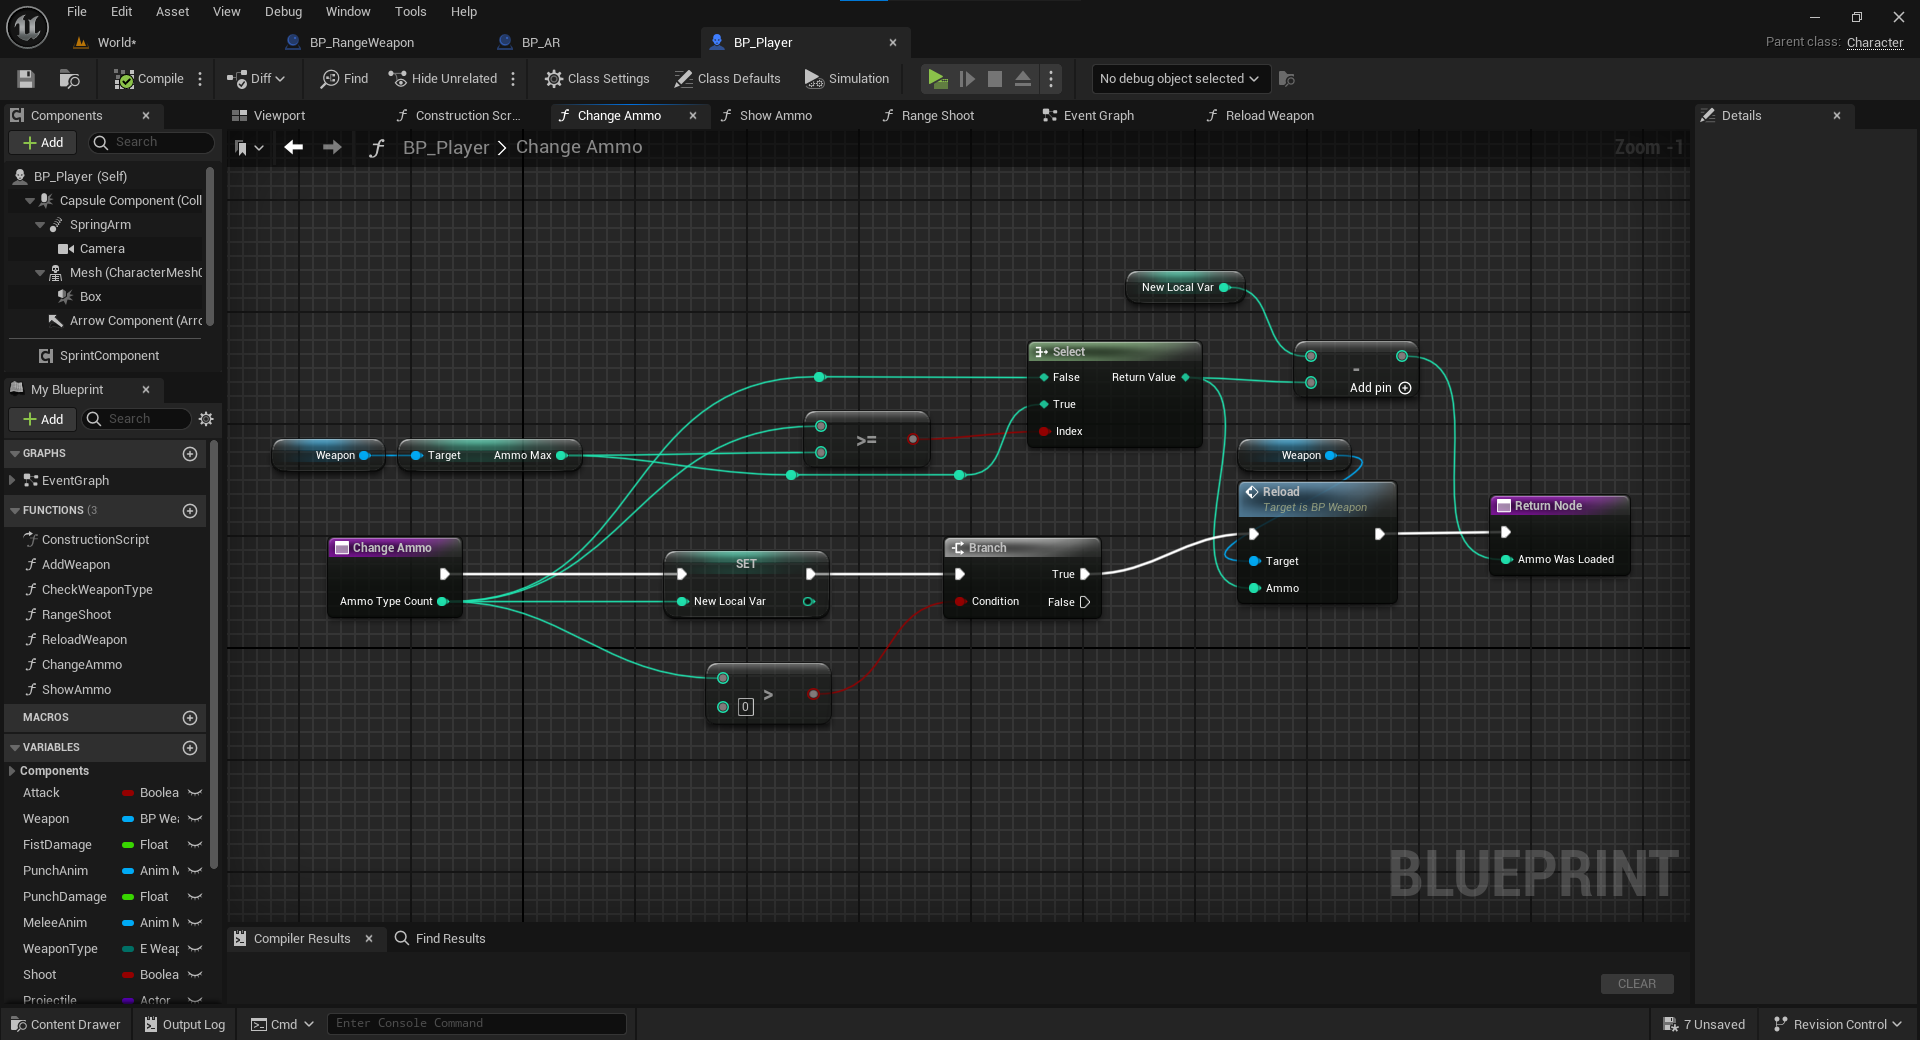 File
Edit
Asset
View
Debug
Window
Tools
Help
World*
BP_RangeWeapon
BP_AR
BP_Player
Parent class: Character
Compile
Diff
Find
Hide Unrelated
Class Settings
Class Defaults
Simulation
No debug object selected
Components
Viewport
Construction Scr...
Change Ammo
Show Ammo
Range Shoot
Event Graph
Reload Weapon
Details
Add
Search
BP_Player > Change Ammo
Zoom -1
BP_Player (Self)
Capsule Component (Coll
SpringArm
Camera
Mesh (CharacterMesh0
Box
Arrow Component (Arro
SprintComponent
My Blueprint
Add
Search
GRAPHS
EventGraph
FUNCTIONS (3
ConstructionScript
AddWeapon
CheckWeaponType
RangeShoot
ReloadWeapon
ChangeAmmo
ShowAmmo
MACROS
VARIABLES
Components
Attack Boolea
Weapon BP Wea
FistDamage Float
PunchAnim Anim M
PunchDamage Float
MeleeAnim Anim M
WeaponType E Weap
Shoot Boolea
Projectile Actor
New Local Var
Select
False Return Value
True
Index
-
Add pin
>=
Weapon
Target Ammo Max
Weapon
Reload
Target is BP Weapon
Target
Ammo
Return Node
Ammo Was Loaded
Change Ammo
Ammo Type Count
SET
New Local Var
Branch
True
Condition False
0 >
BLUEPRINT
Compiler Results
Find Results
CLEAR
Content Drawer
Output Log
Cmd
Enter Console Command
7 Unsaved
Revision Control